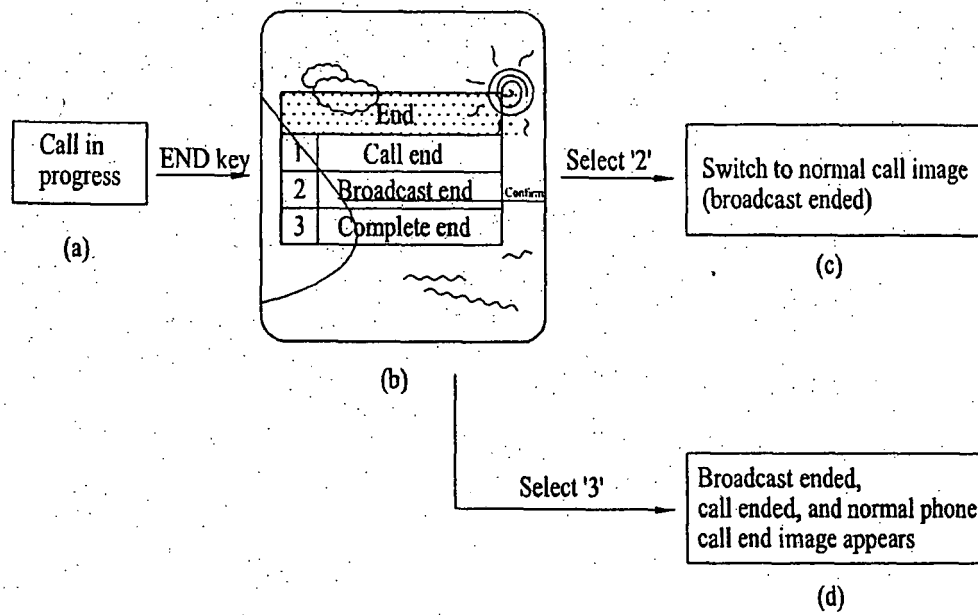 Call in
progress
(a)
END key
End
1 Call end
2 Broadcast end
Confirm
3 Complete end
(b)
Select '2'
Switch to normal call image
(broadcast ended)
(c)
Select '3'
Broadcast ended,
call ended, and normal phone
call end image appears
(d)